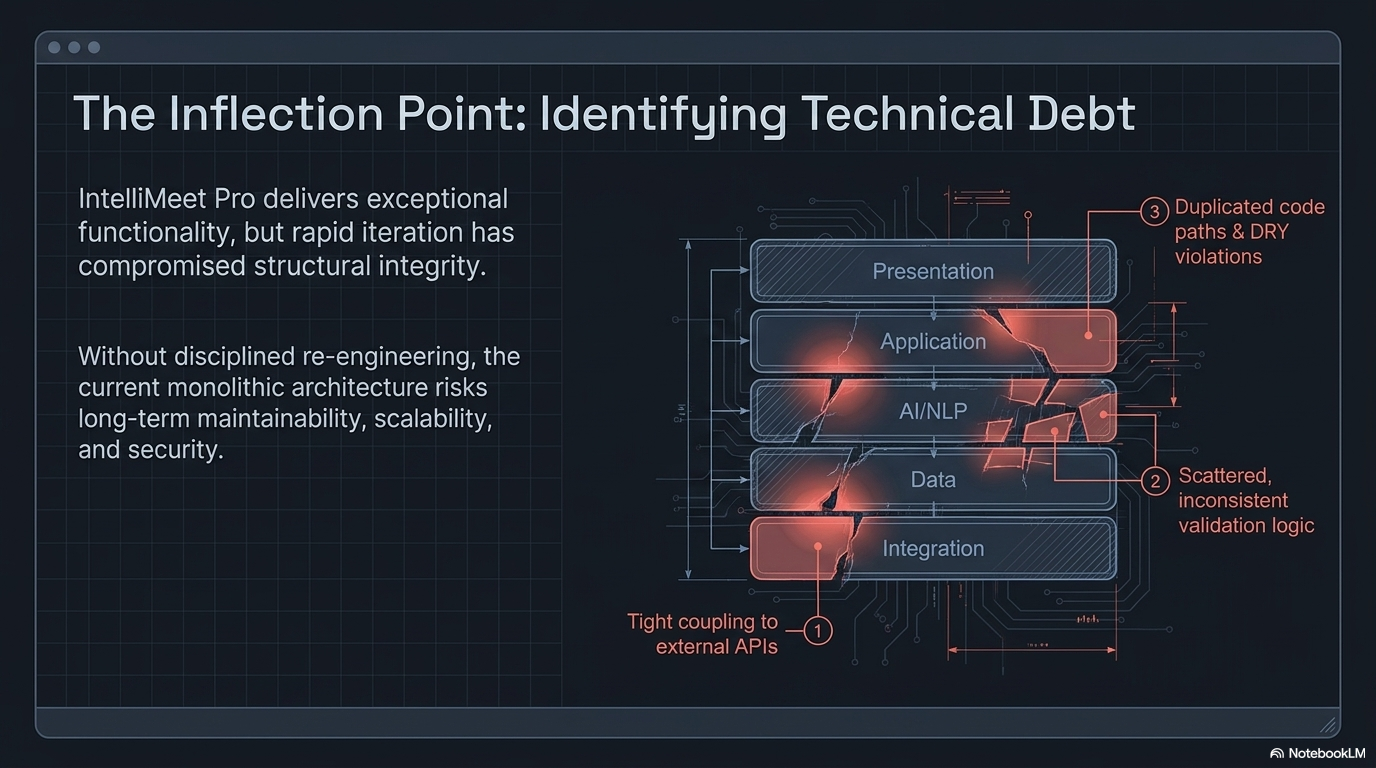 The Inflection Point: Identifying Technical Debt
IntelliMeet Pro delivers exceptional
functionality, but rapid iteration has
compromised structural integrity.
Without disciplined re-engineering, the
current monolithic architecture risks
long-term maintainability, scalability,
and security.
Presentation
Application
AI/NLP
Data
Integration
3
Duplicated code
paths & DRY
violations
2
Scattered,
inconsistent
validation logic
Tight coupling to
external APIs
1
NotebookLM